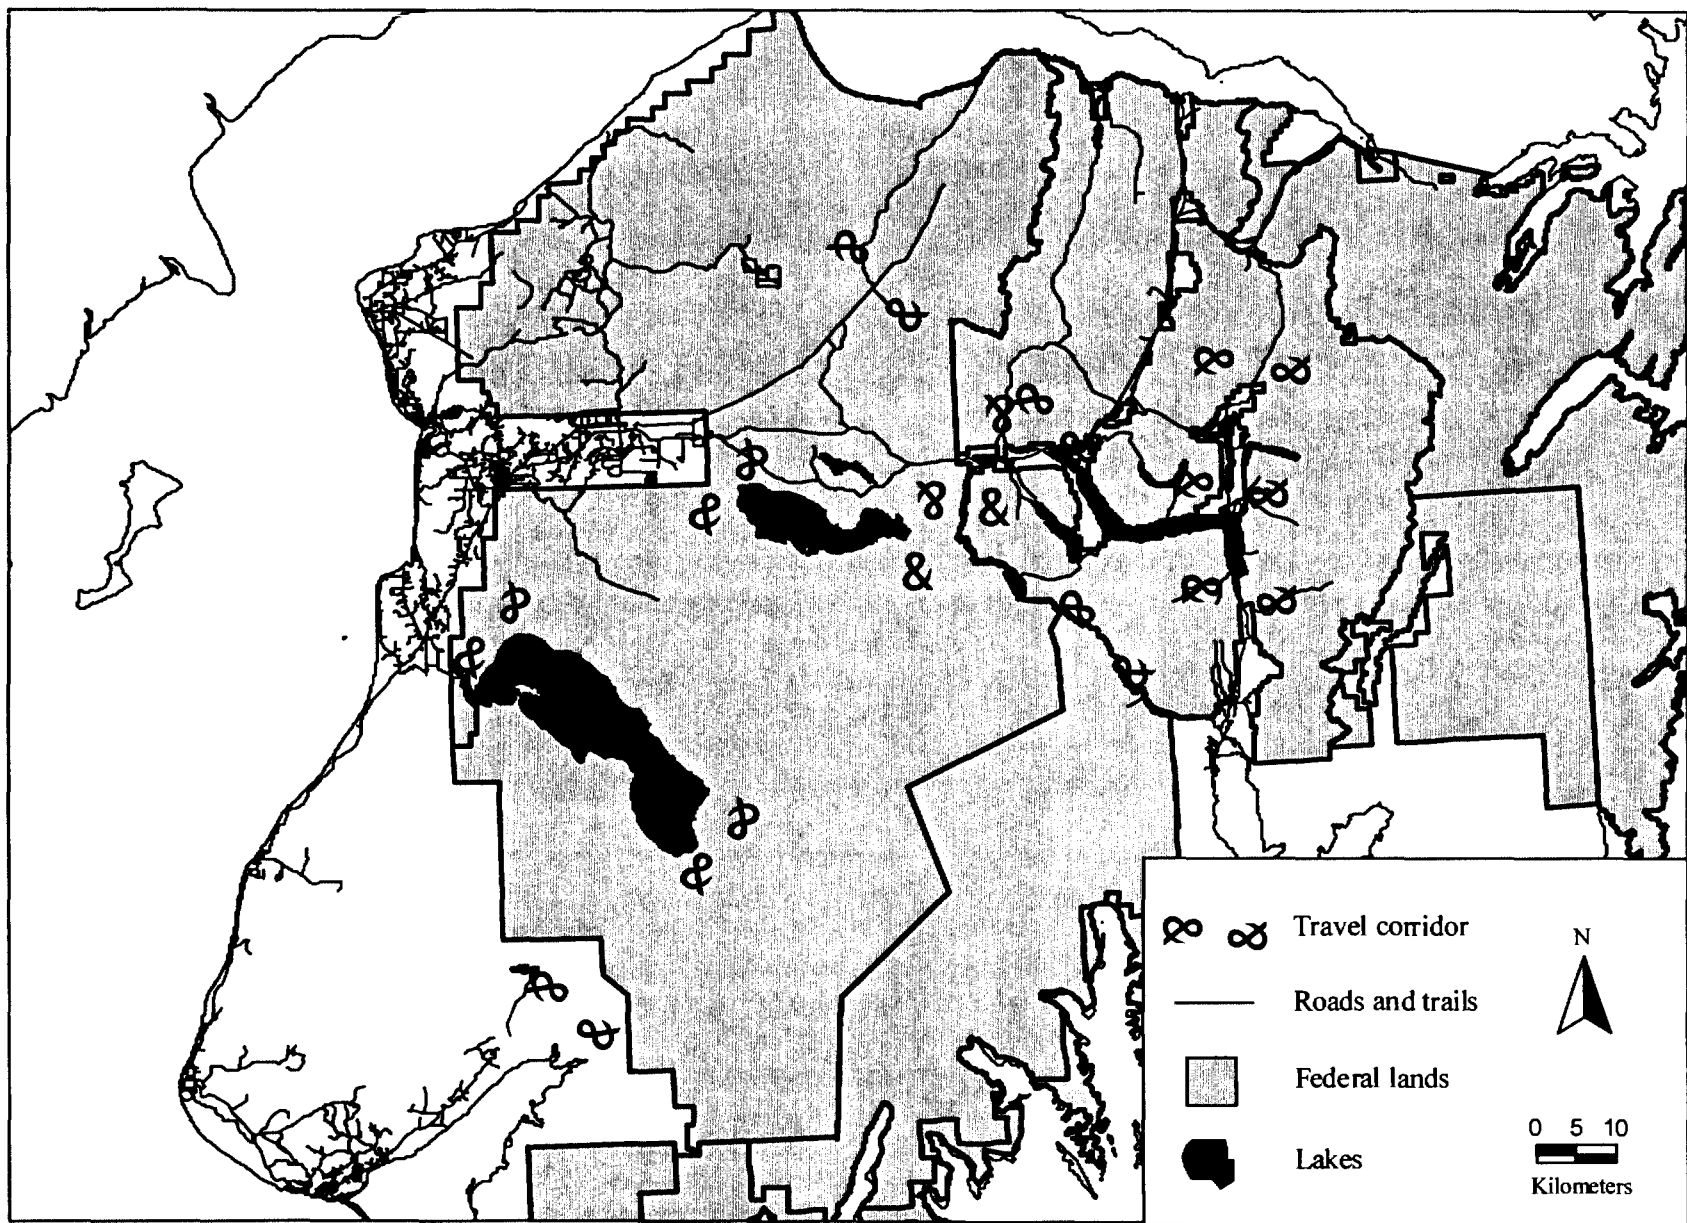 Travel corridor
N
Roads and trails
Federal lands
0 5 10
Lakes
Kilometers